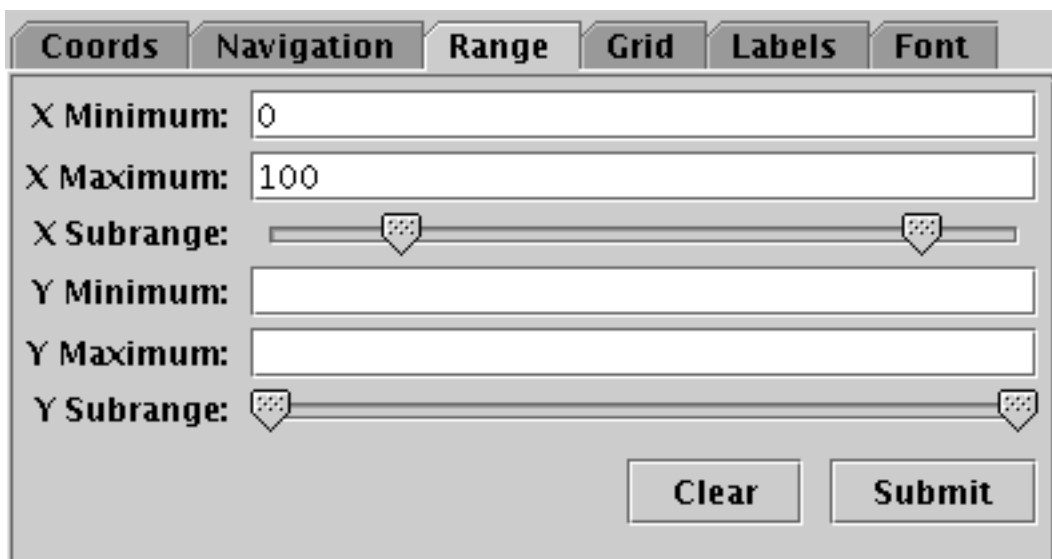 Coords Navigation Range Grid Labels Font
X Minimum: 0
X Maximum: 100
X Subrange:
Y Minimum:
Y Maximum:
Y Subrange:
Clear Submit